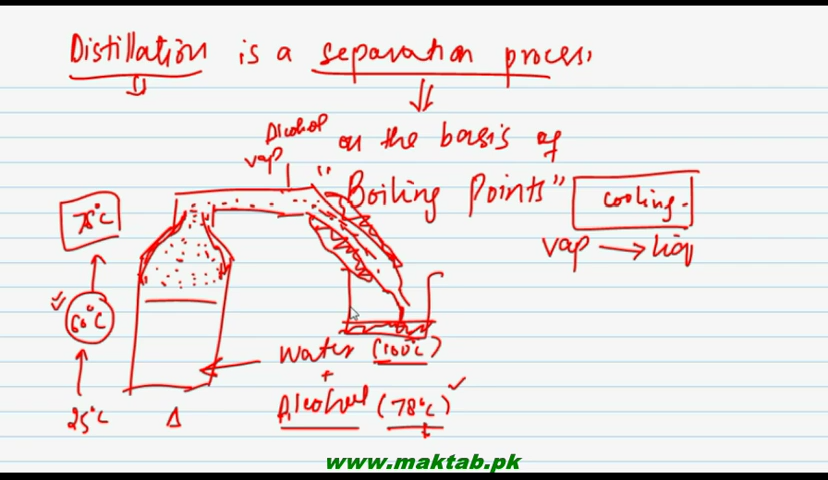 Distillation is a separation process.
on the basis of
"Boiling Points"
Alcohol
vap
cooling.
vap → liq
78°C
60°C
25°C
Δ
Water (100°C)
+
Alcohol (78°C)
www.maktab.pk